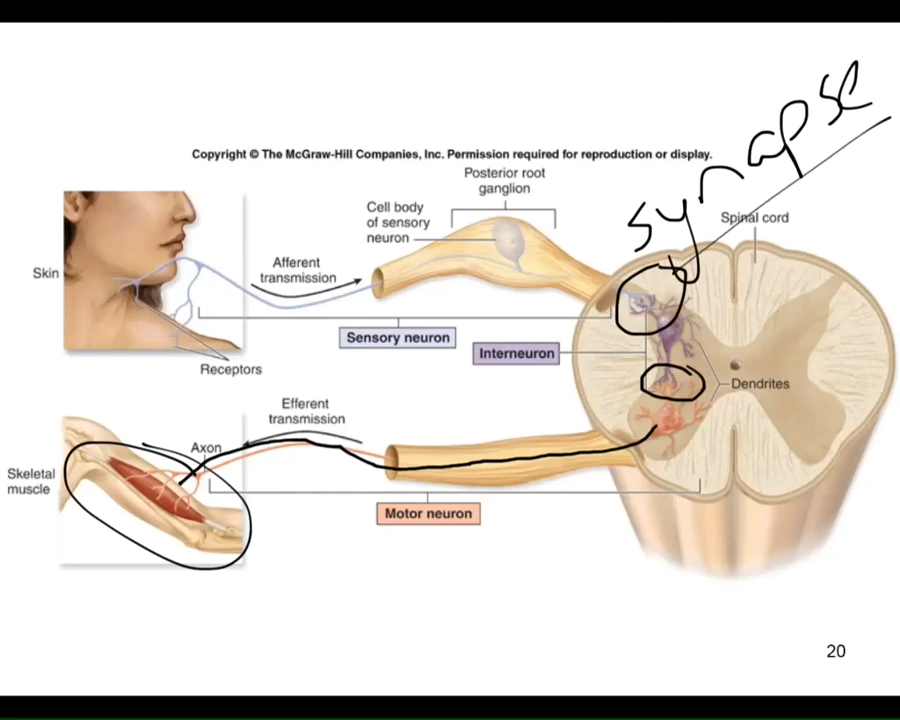 synapse
Copyright © The McGraw-Hill Companies, Inc. Permission required for reproduction or display.
Posterior root
ganglion
Cell body
of sensory
neuron
Spinal cord
Skin
Afferent
transmission
Sensory neuron
Interneuron
Receptors
Dendrites
Efferent
transmission
Axon
Skeletal
muscle
Motor neuron
20